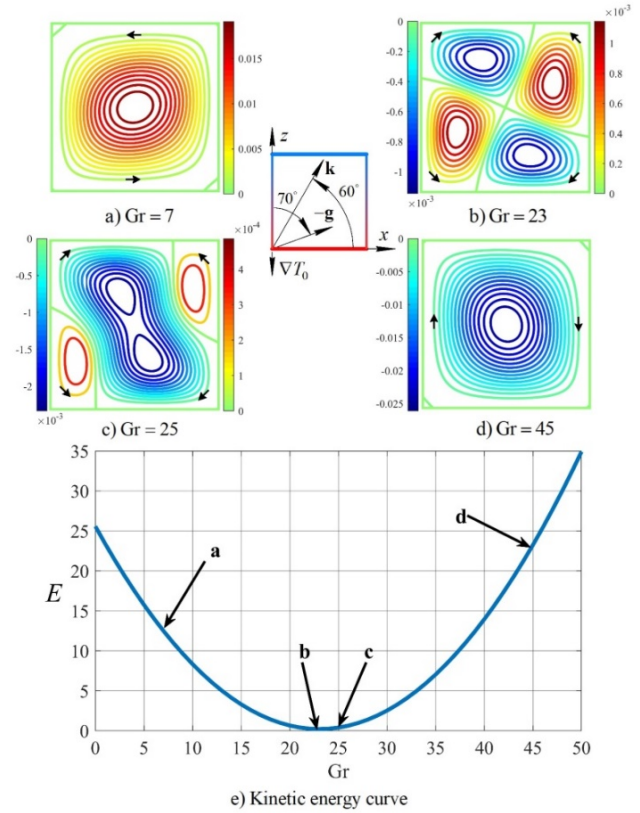 0.015
0.01
0.005
0
a) Gr = 7
z
k
70°
60°
−g
x
∇T₀
0
-0.2
-0.4
-0.6
-0.8
-1
×10⁻³
×10⁻³
1
0.8
0.6
0.4
0.2
0
b) Gr = 23
0
-0.5
-1
-1.5
-2
×10⁻³
×10⁻⁴
4
3
2
1
0
c) Gr = 25
0
-0.005
-0.01
-0.015
-0.02
-0.025
d) Gr = 45
35
30
25
20
15
10
5
0
E
a
b
c
d
0 5 10 15 20 25 30 35 40 45 50
Gr
e) Kinetic energy curve